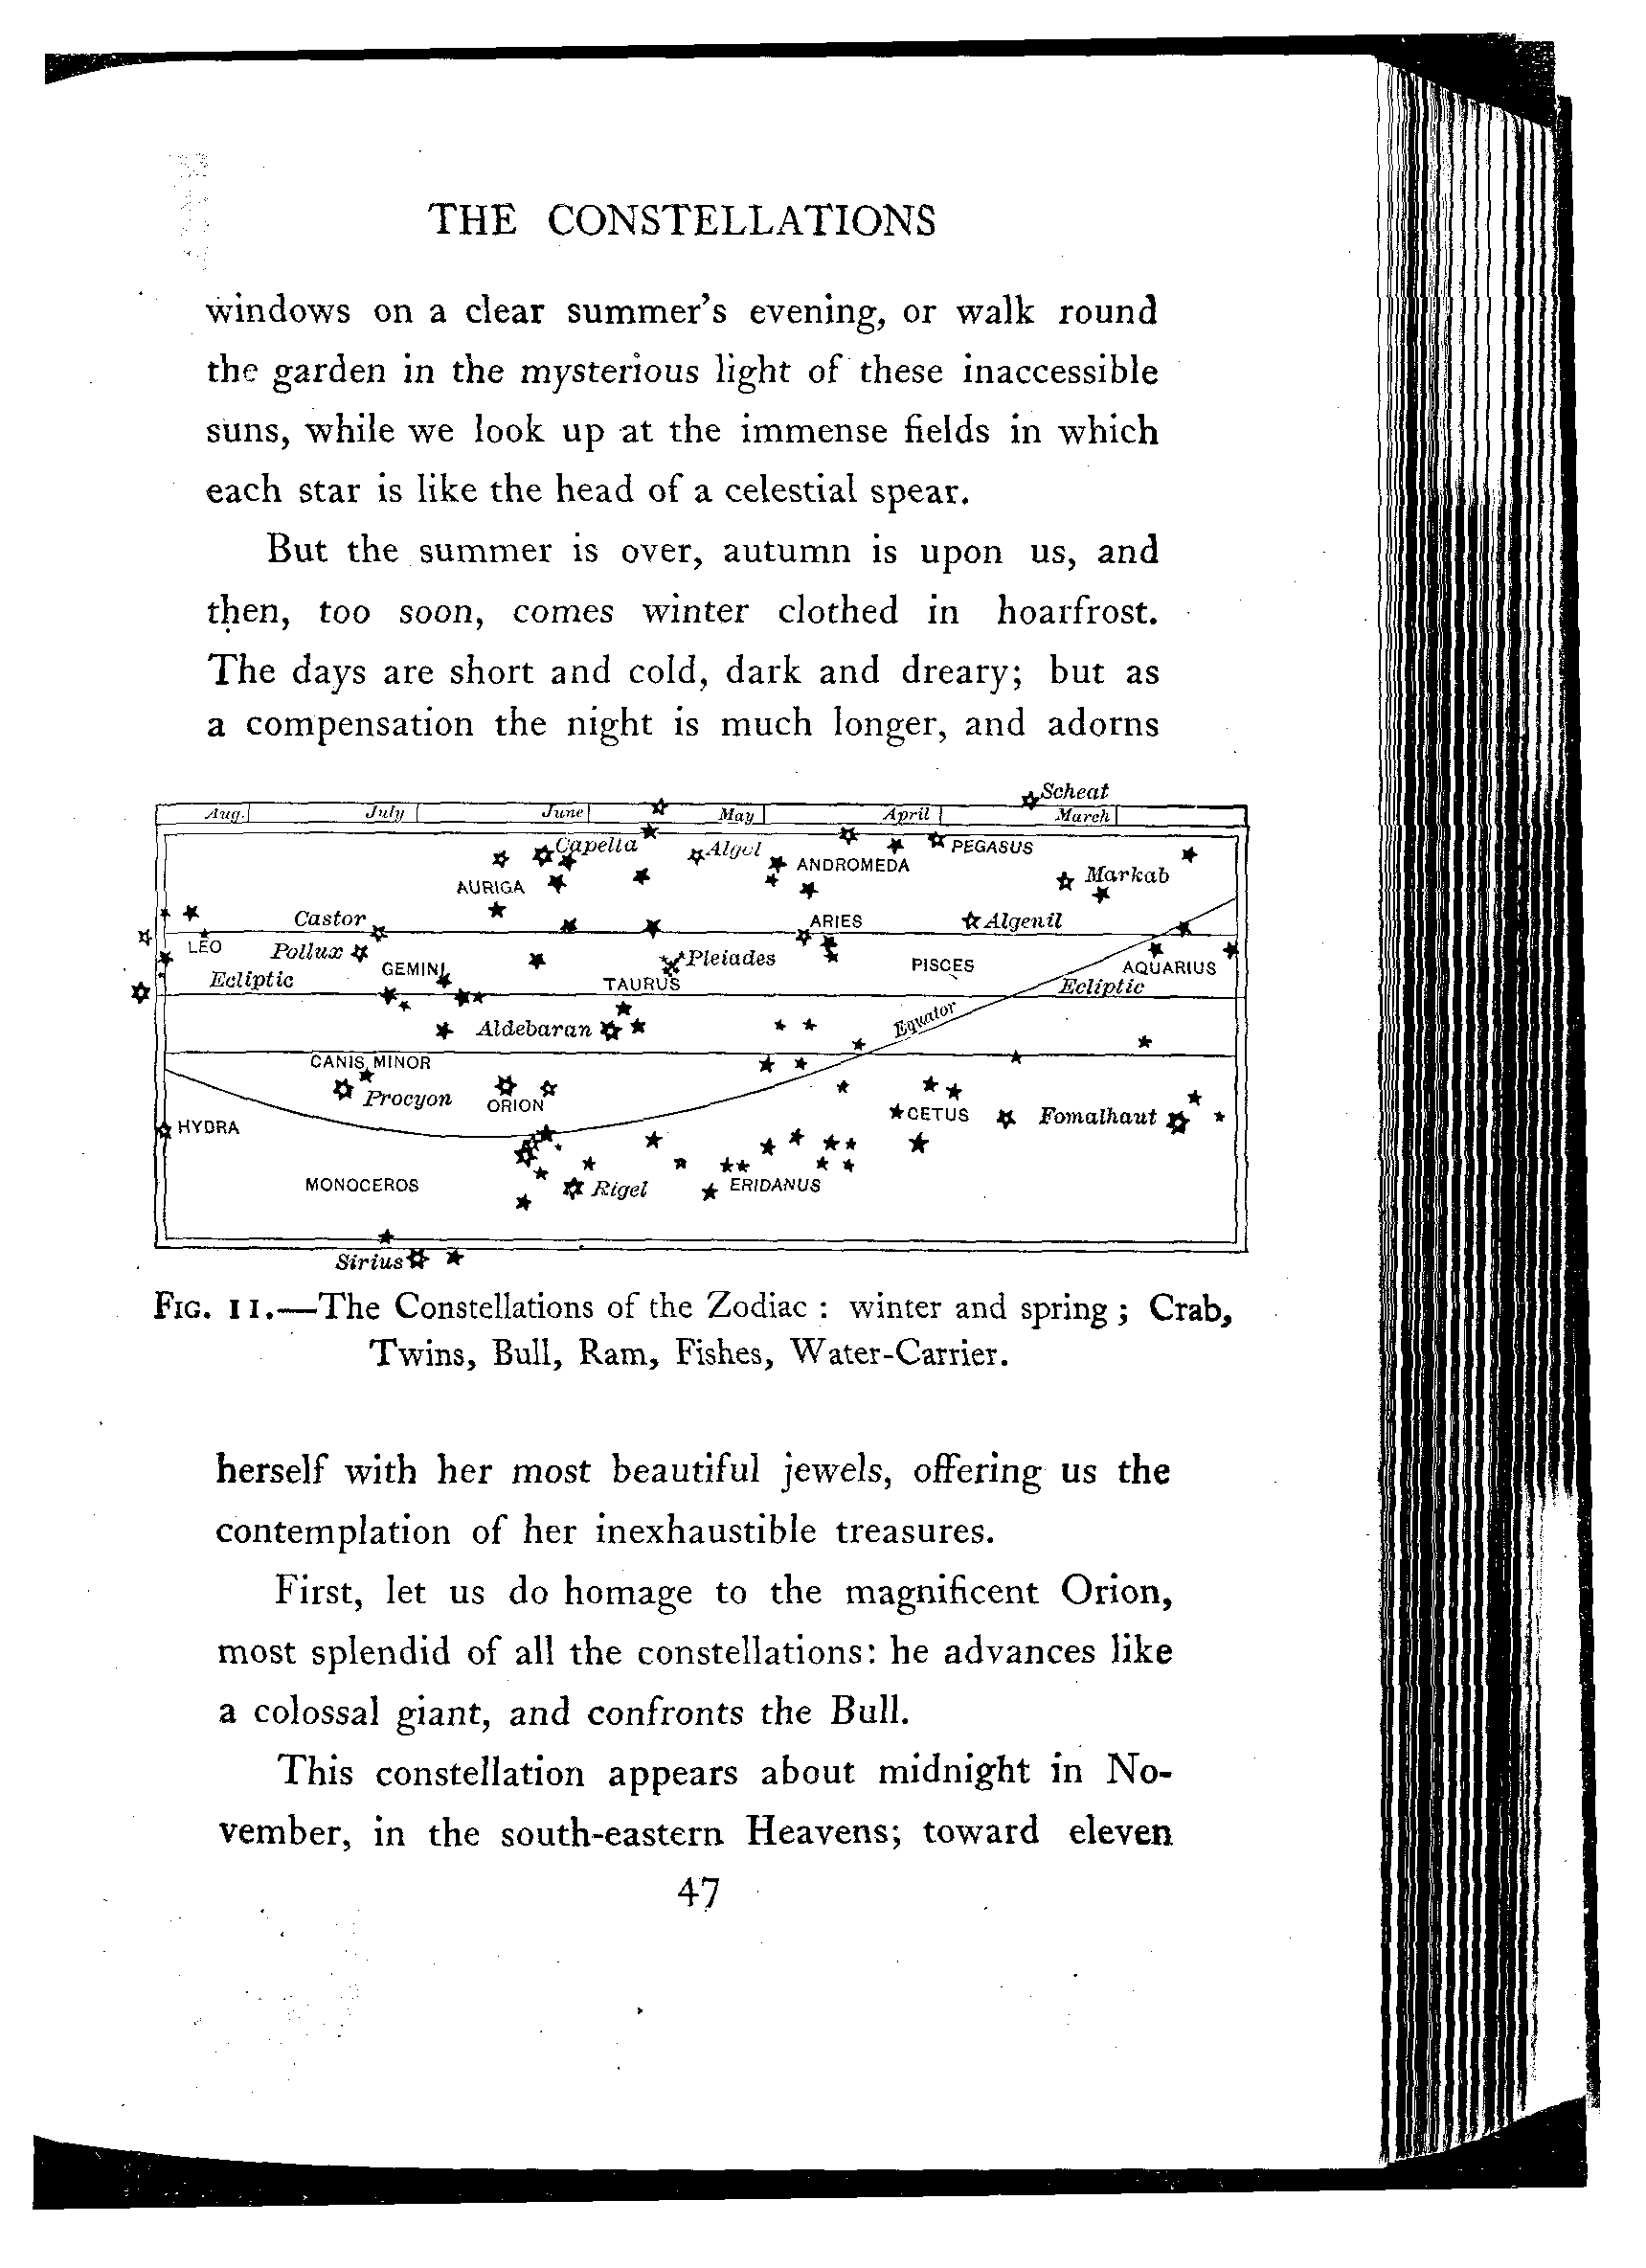 THE CONSTELLATIONS
windows on a clear summer's evening, or walk round
the garden in the mysterious light of these inaccessible
suns, while we look up at the immense fields in which
each star is like the head of a celestial spear.
But the summer is over, autumn is upon us, and
then, too soon, comes winter clothed in hoarfrost.
The days are short and cold, dark and dreary; but as
a compensation the night is much longer, and adorns
Scheat
Aug. July June May April March
Capella Algol PEGASUS
ANDROMEDA
AURIGA Markab
Castor ARIES Algenil
LEO Pollux Pleiades
GEMINI PISCES AQUARIUS
Ecliptic TAURUS Ecliptic
Equator
Aldebaran
CANIS MINOR
Procyon ORION
CETUS Fomalhaut
HYDRA
MONOCEROS Rigel ERIDANUS
Sirius
FIG. 11.—The Constellations of the Zodiac : winter and spring ; Crab,
Twins, Bull, Ram, Fishes, Water-Carrier.
herself with her most beautiful jewels, offering us the
contemplation of her inexhaustible treasures.
First, let us do homage to the magnificent Orion,
most splendid of all the constellations: he advances like
a colossal giant, and confronts the Bull.
This constellation appears about midnight in No-
vember, in the south-eastern Heavens; toward eleven
47